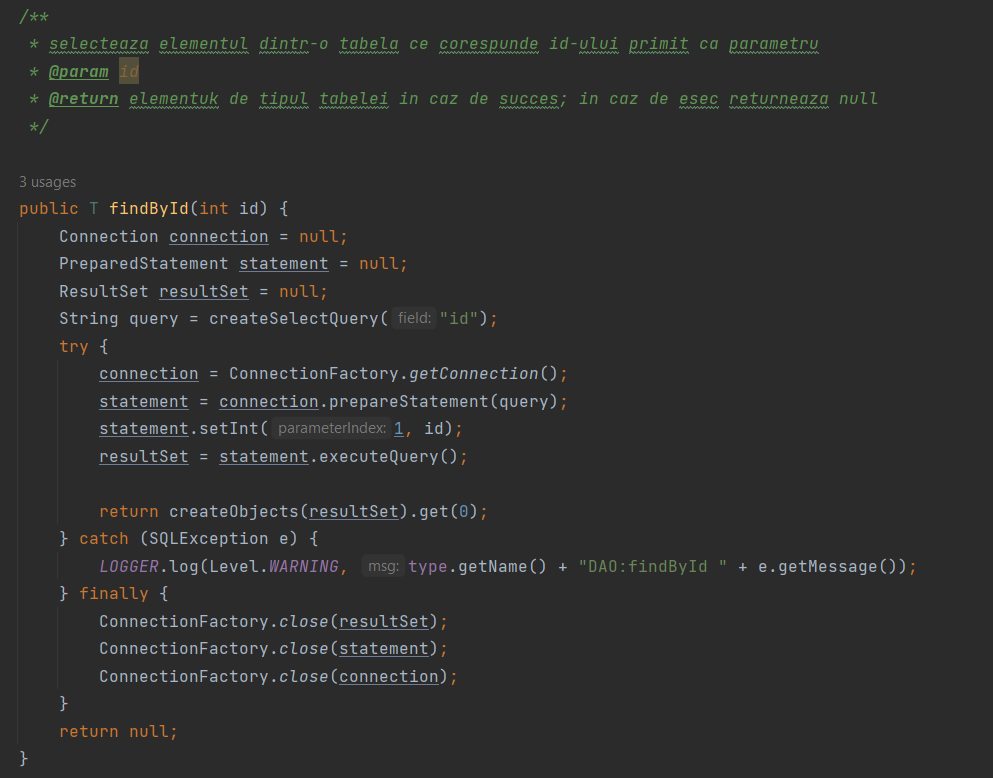 /**
 * selecteaza elementul dintr-o tabela ce corespunde id-ului primit ca parametru
 * @param id
 * @return elementuk de tipul tabelei in caz de succes; in caz de esec returneaza null
 */
3 usages
public T findById(int id) {
    Connection connection = null;
    PreparedStatement statement = null;
    ResultSet resultSet = null;
    String query = createSelectQuery( field: "id");
    try {
        connection = ConnectionFactory.getConnection();
        statement = connection.prepareStatement(query);
        statement.setInt( parameterIndex: 1, id);
        resultSet = statement.executeQuery();
        return createObjects(resultSet).get(0);
    } catch (SQLException e) {
        LOGGER.log(Level.WARNING, msg: type.getName() + "DAO:findById " + e.getMessage());
    } finally {
        ConnectionFactory.close(resultSet);
        ConnectionFactory.close(statement);
        ConnectionFactory.close(connection);
    }
    return null;
}